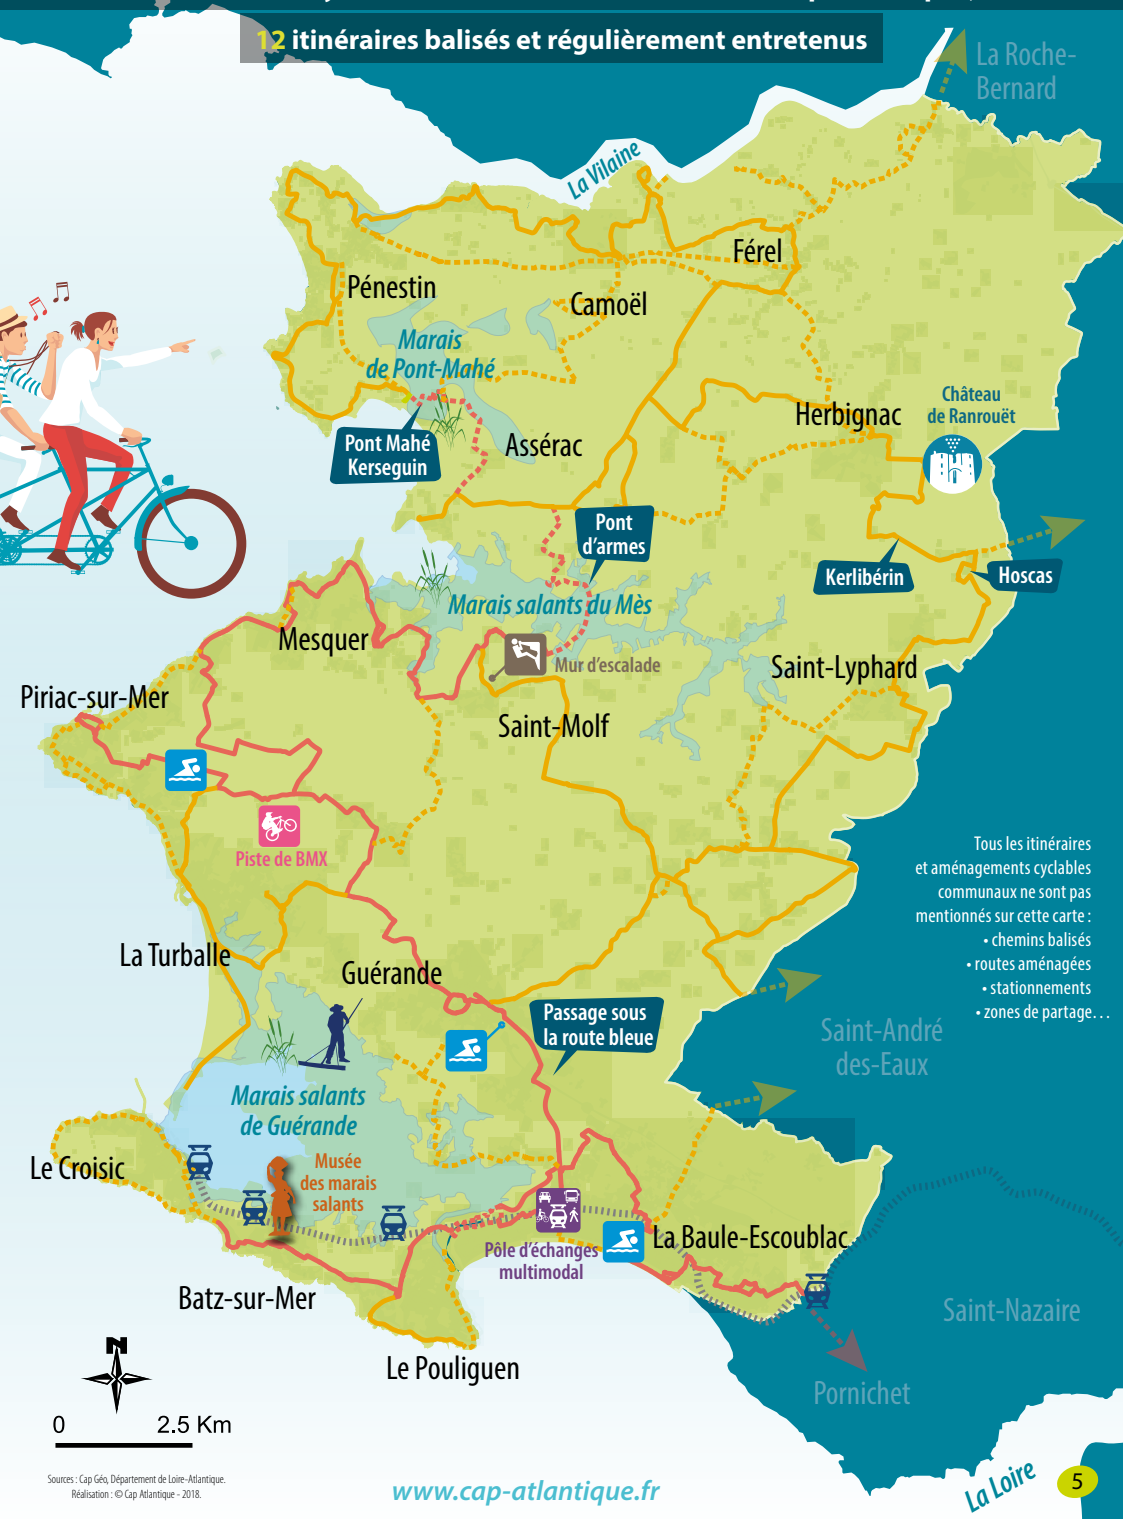 12 itinéraires balisés et régulièrement entretenus
La Roche-
Bernard
La Vilaine
Férel
Pénestin
Camoël
Marais
de Pont-Mahé
Château
de Ranrouët
Herbignac
Pont Mahé
Kerseguin
Assérac
Pont
d'armes
Kerlibérin
Hoscas
Marais salants du Mès
Mesquer
Mur d'escalade
Saint-Lyphard
Piriac-sur-Mer
Saint-Molf
Piste de BMX
Tous les itinéraires
et aménagements cyclables
communaux ne sont pas
mentionnés sur cette carte :
• chemins balisés
• routes aménagées
• stationnements
• zones de partage…
La Turballe
Guérande
Passage sous
la route bleue
Saint-André
des-Eaux
Marais salants
de Guérande
Le Croisic
Musée
des marais
salants
La Baule-Escoublac
Pôle d'échanges
multimodal
Batz-sur-Mer
Saint-Nazaire
Le Pouliguen
Pornichet
N
0 2.5 Km
Sources : Cap Géo, Département de Loire-Atlantique.
Réalisation : © Cap Atlantique - 2018.
www.cap-atlantique.fr
La Loire
5